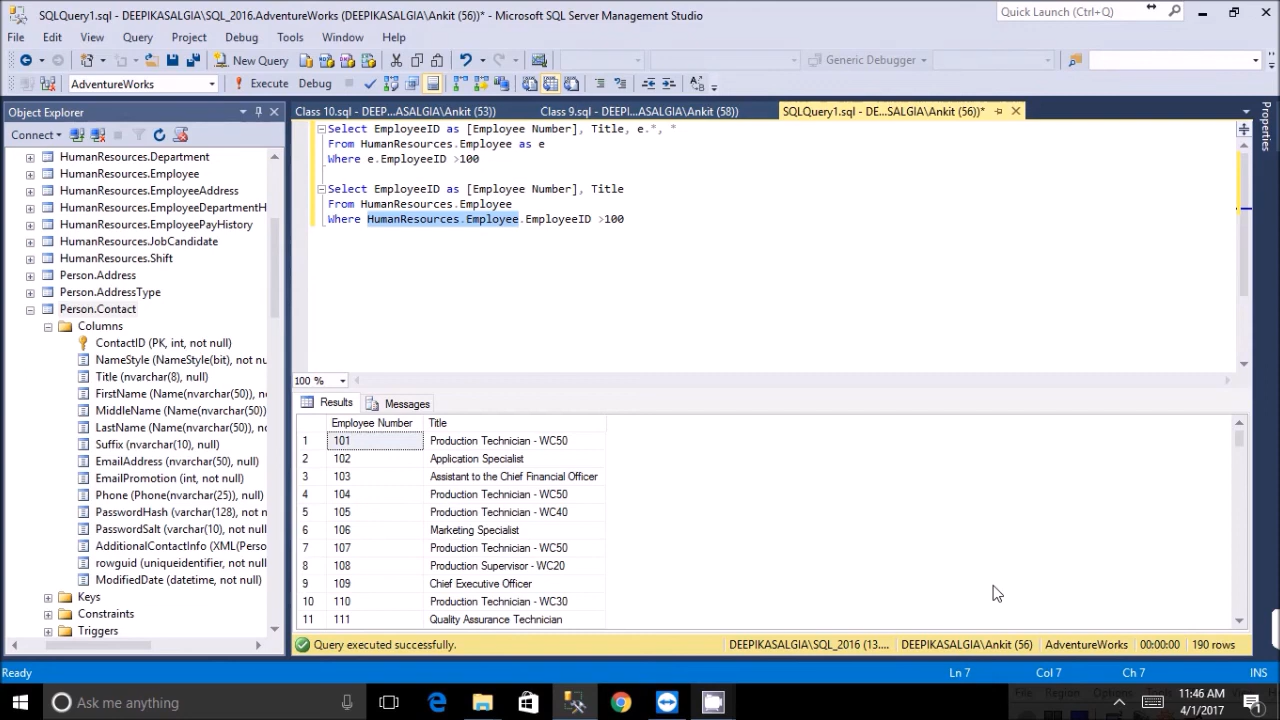 SQLQuery1.sql - DEEPIKASALGIA\SQL_2016.AdventureWorks (DEEPIKASALGIA\Ankit (56))* - Microsoft SQL Server Management Studio
Quick Launch (Ctrl+Q)
File Edit View Query Project Debug Tools Window Help
New Query Generic Debugger
AdventureWorks Execute Debug
Object Explorer
Class 10.sql - DEEP...ASALGIA\Ankit (53)) Class 9.sql - DEEPI...KASALGIA\Ankit (58)) SQLQuery1.sql - DE...SALGIA\Ankit (56))*
Properties
Connect
HumanResources.Department
HumanResources.Employee
HumanResources.EmployeeAddress
HumanResources.EmployeeDepartmentH
HumanResources.EmployeePayHistory
HumanResources.JobCandidate
HumanResources.Shift
Person.Address
Person.AddressType
Person.Contact
Columns
ContactID (PK, int, not null)
NameStyle (NameStyle(bit), not nu
Title (nvarchar(8), null)
FirstName (Name(nvarchar(50)), n
MiddleName (Name(nvarchar(50))
LastName (Name(nvarchar(50)), n
Suffix (nvarchar(10), null)
EmailAddress (nvarchar(50), null)
EmailPromotion (int, not null)
Phone (Phone(nvarchar(25)), null)
PasswordHash (varchar(128), not n
PasswordSalt (varchar(10), not null
AdditionalContactInfo (XML(Perso
rowguid (uniqueidentifier, not null
ModifiedDate (datetime, not null)
Keys
Constraints
Triggers
Select EmployeeID as [Employee Number], Title, e.*, *
From HumanResources.Employee as e
Where e.EmployeeID >100
Select EmployeeID as [Employee Number], Title
From HumanResources.Employee
Where HumanResources.Employee.EmployeeID >100
100 %
Results Messages
Employee Number Title
1 101 Production Technician - WC50
2 102 Application Specialist
3 103 Assistant to the Chief Financial Officer
4 104 Production Technician - WC50
5 105 Production Technician - WC40
6 106 Marketing Specialist
7 107 Production Technician - WC50
8 108 Production Supervisor - WC20
9 109 Chief Executive Officer
10 110 Production Technician - WC30
11 111 Quality Assurance Technician
Query executed successfully. DEEPIKASALGIA\SQL_2016 (13.... DEEPIKASALGIA\Ankit (56) AdventureWorks 00:00:00 190 rows
Ready Ln 7 Col 7 Ch 7 INS
File Region Options
Ask me anything
11:46 AM
4/1/2017